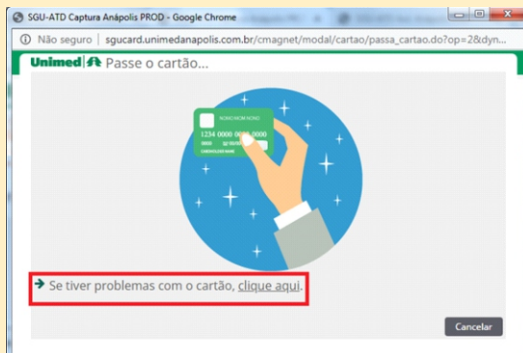 SGU-ATD Captura Anápolis PROD - Google Chrome
Não seguro | sgucard.unimedanapolis.com.br/cmagnet/modal/cartao/passa_cartao.do?op=2&dyn...
Unimed Passe o cartão...
1234 0000 0000 0000
Se tiver problemas com o cartão, clique aqui.
Cancelar